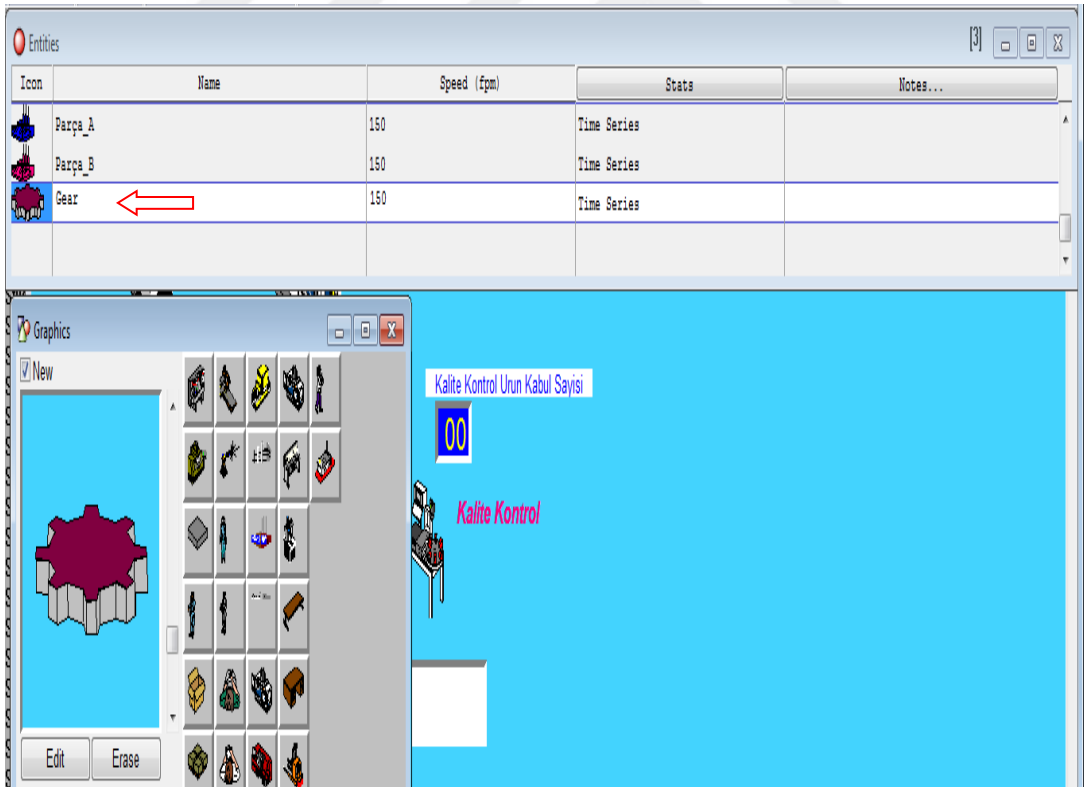 Entities [3]
Icon Name Speed (fpm) Stats Notes...
Parça_A 150 Time Series
Parça_B 150 Time Series
Gear 150 Time Series
Graphics
New
Kalite Kontrol Urun Kabul Sayisi
00
Kalite Kontrol
Edit Erase